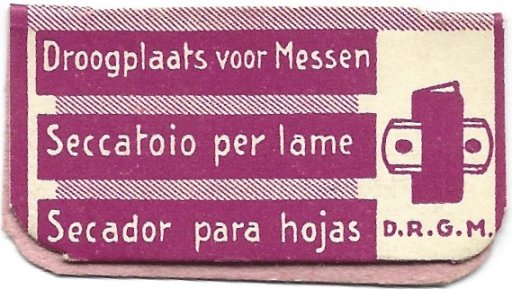 Droogplaats voor Messen
Seccatoio per lame
Secador para hojas
D.R.G.M.